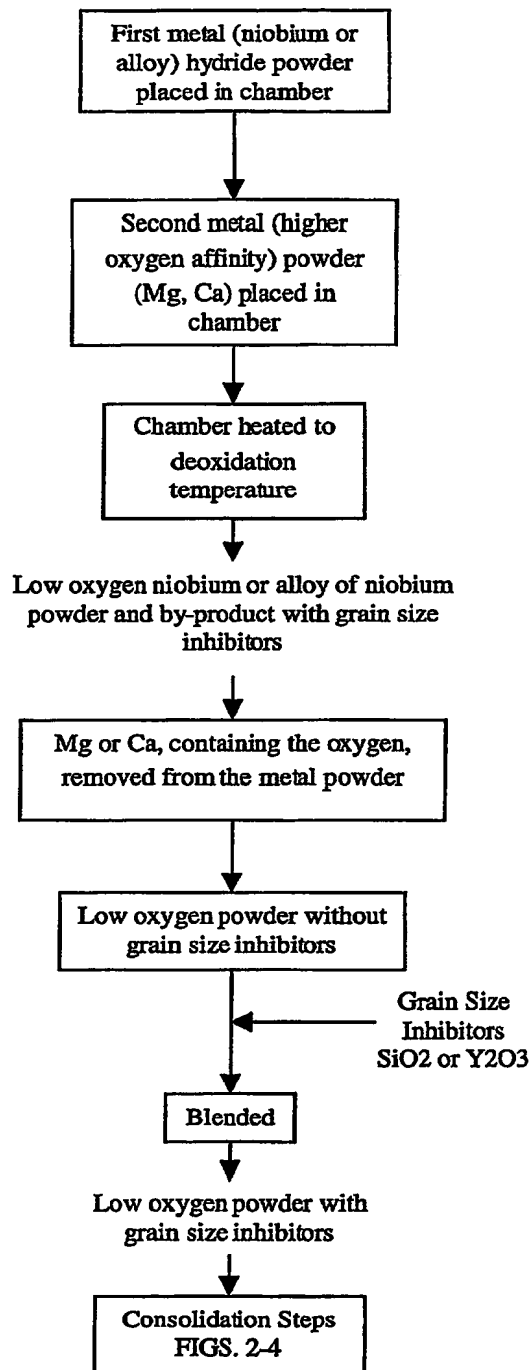 First metal (niobium or
alloy) hydride powder
placed in chamber
Second metal (higher
oxygen affinity) powder
(Mg, Ca) placed in
chamber
Chamber heated to
deoxidation
temperature
Low oxygen niobium or alloy of niobium
powder and by-product with grain size
inhibitors
Mg or Ca, containing the oxygen,
removed from the metal powder
Low oxygen powder without
grain size inhibitors
Grain Size
Inhibitors
SiO2 or Y2O3
Blended
Low oxygen powder with
grain size inhibitors
Consolidation Steps
FIGS. 2-4